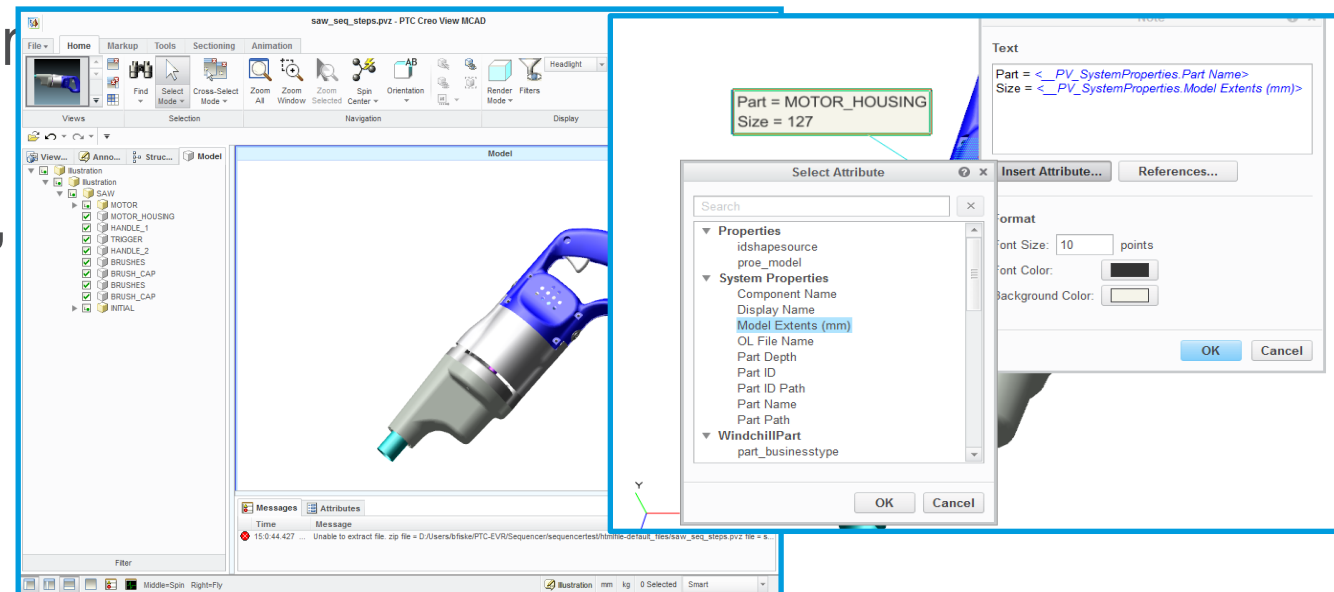 saw_seq_steps.pvz - PTC Creo View MCAD
File Home Markup Tools Sectioning Animation
Find
Select Mode
Cross-Select Mode
Zoom All
Zoom Window
Zoom Selected
Spin Center
AB
Orientation
Render Mode
Filters
Headlight
Views Selection Navigation Display
View... Anno... Struc... Model
Illustration
Illustration
SAW
MOTOR
MOTOR_HOUSING
HANDLE_1
TRIGGER
HANDLE_2
BRUSHES
BRUSH_CAP
BRUSHES
BRUSH_CAP
INITIAL
Filter
Model
Messages Attributes
Time Message
15:0:44.427 ... Unable to extract file. zip file = D:/Users/bfiske/PTC-EVR/Sequencer/sequencertest/htmlfile-default_files/saw_seq_steps.pvz file = s...
Middle=Spin Right=Fly
Illustration mm kg 0 Selected Smart
Part = MOTOR_HOUSING
Size = 127
Y
Select Attribute
Search
Properties
idshapesource
proe_model
System Properties
Component Name
Display Name
Model Extents (mm)
OL File Name
Part Depth
Part ID
Part ID Path
Part Name
Part Path
WindchillPart
part_businesstype
OK Cancel
Note
Text
Part = <__PV_SystemProperties.Part Name>
Size = <__PV_SystemProperties.Model Extents (mm)>
Insert Attribute... References...
Format
Font Size: 10 points
Font Color:
Background Color:
OK Cancel